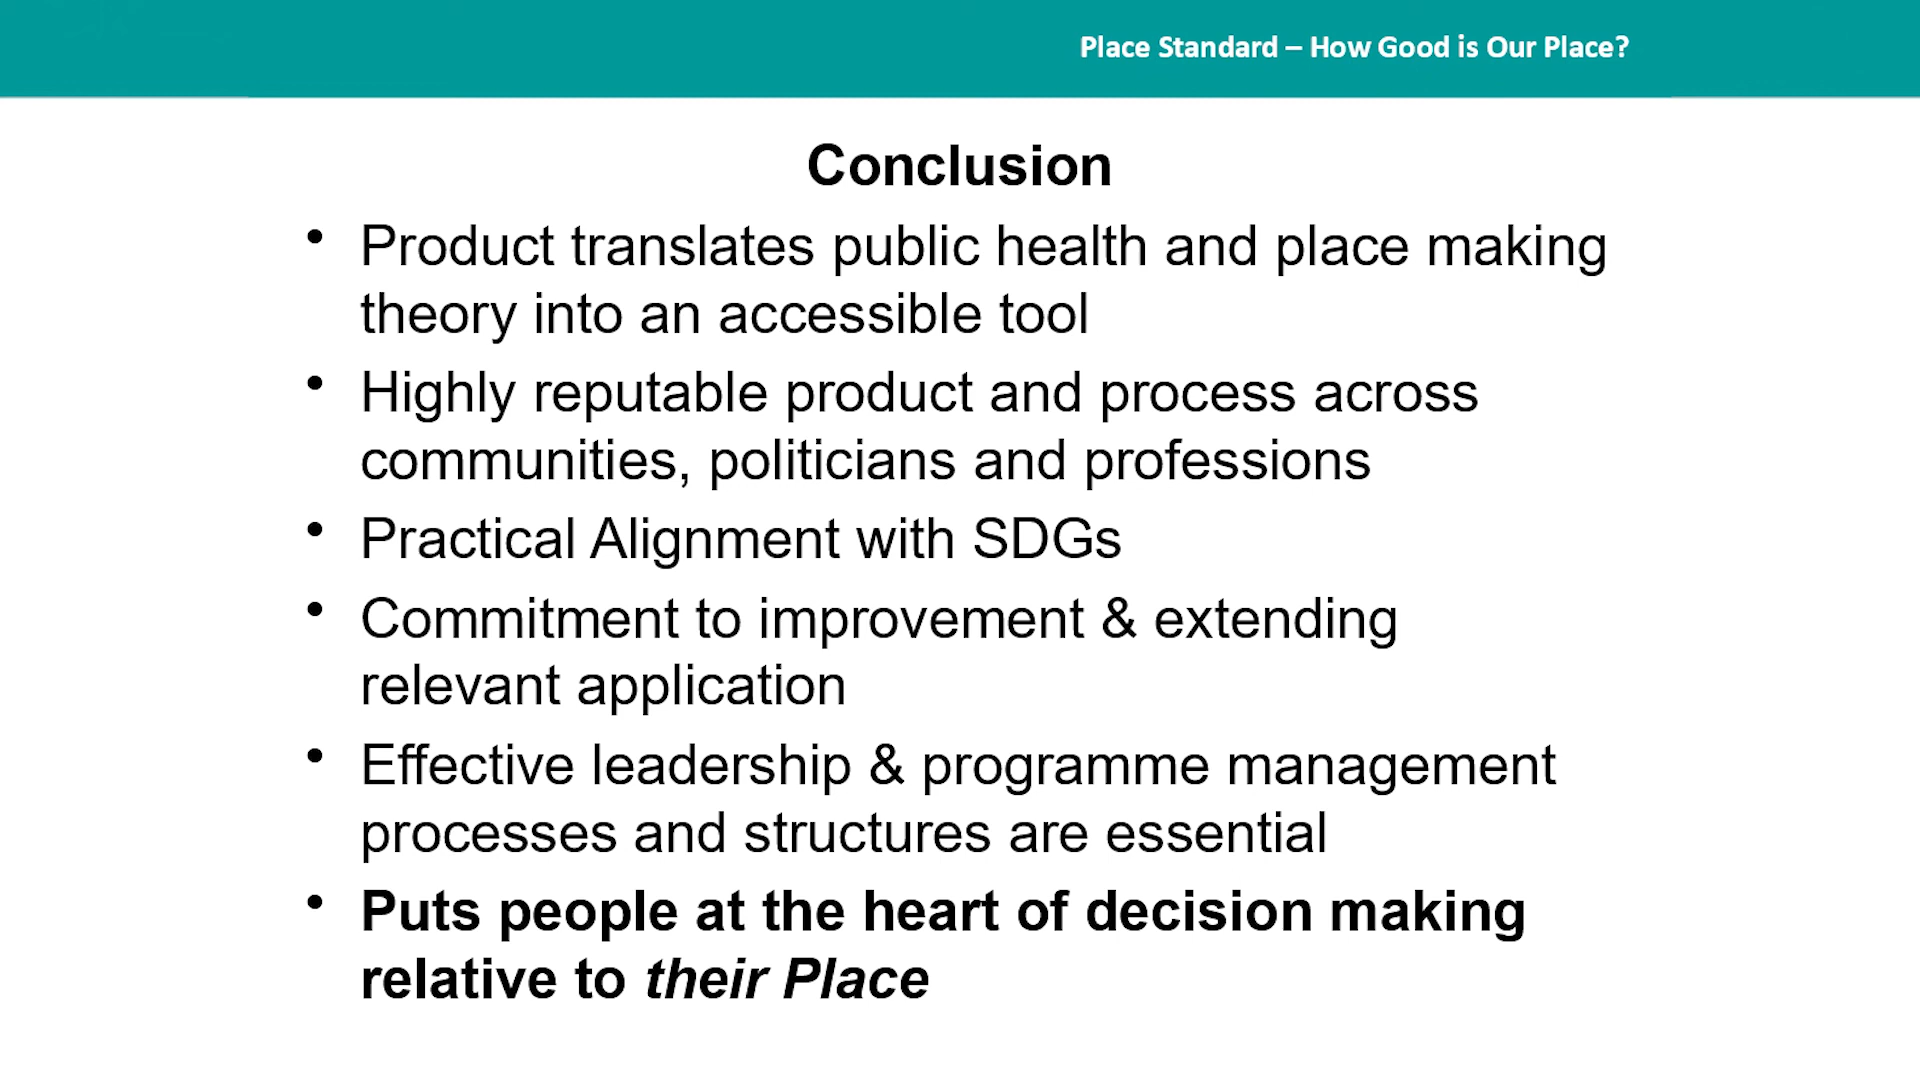 Place Standard – How Good is Our Place?
Conclusion
• Product translates public health and place making
theory into an accessible tool
• Highly reputable product and process across
communities, politicians and professions
• Practical Alignment with SDGs
• Commitment to improvement & extending
relevant application
• Effective leadership & programme management
processes and structures are essential
• Puts people at the heart of decision making
relative to their Place